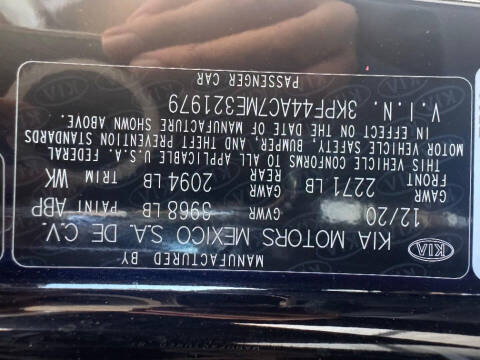 MANUFACTURED BY
KIA KIA MOTORS MEXICO S.A. DE C.V.
12/20 GVWR 3968 LB PAINT ABP
GAWR FRONT 2271 LB GAWR REAR 2094 LB TRIM WK
THIS VEHICLE CONFORMS TO ALL APPLICABLE U.S.A. FEDERAL
MOTOR VEHICLE SAFETY, BUMPER, AND THEFT PREVENTION STANDARDS
IN EFFECT ON THE DATE OF MANUFACTURE SHOWN ABOVE.
V.I.N. 3KPF44AC7ME321979
PASSENGER CAR